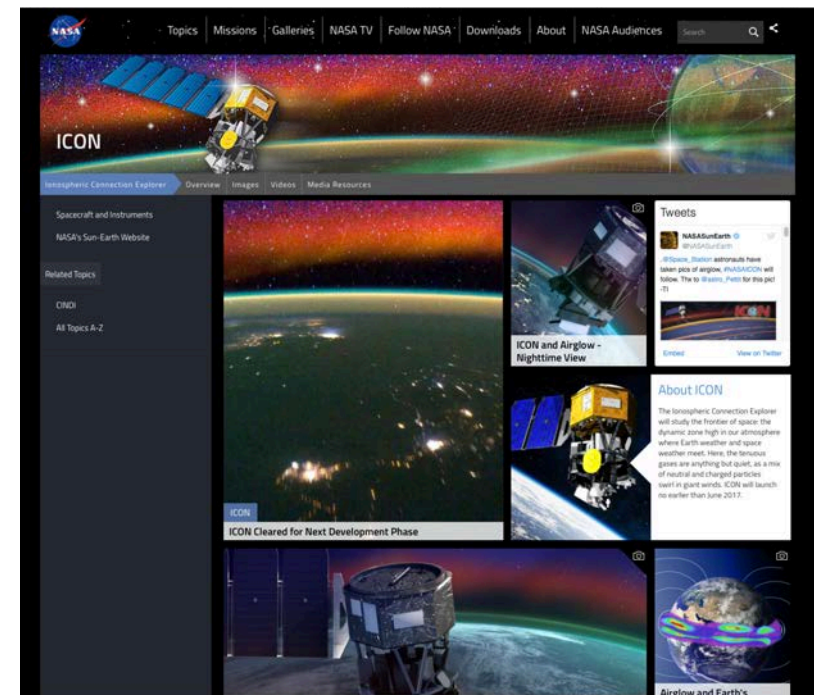 NASA
Topics Missions Galleries NASA TV Follow NASA Downloads About NASA Audiences Search
ICON
Ionospheric Connection Explorer Overview Images Videos Media Resources
Spacecraft and Instruments
NASA's Sun-Earth Website
Related Topics
CINDI
All Topics A-Z
ICON
ICON Cleared for Next Development Phase
ICON and Airglow -
Nighttime View
Tweets
NASASunEarth
@NASASunEarth
.@Space_Station astronauts have
taken pics of airglow, #NASAICON will
follow. Thx to @astro_Pettit for this pic!
-TI
ICON
Embed View on Twitter
About ICON
The Ionospheric Connection Explorer
will study the frontier of space: the
dynamic zone high in our atmosphere
where Earth weather and space
weather meet. Here, the tenuous
gases are anything but quiet, as a mix
of neutral and charged particles
swirl in giant winds. ICON will launch
no earlier than June 2017.
Airglow and Earth's